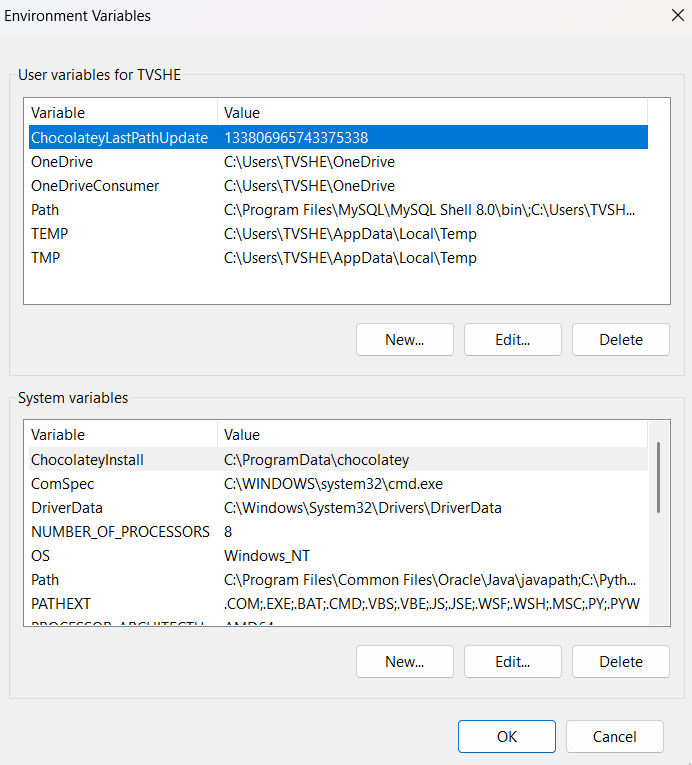 Environment Variables
User variables for TVSHE
Variable Value
ChocolateyLastPathUpdate 133806965743375338
OneDrive C:\Users\TVSHE\OneDrive
OneDriveConsumer C:\Users\TVSHE\OneDrive
Path C:\Program Files\MySQL\MySQL Shell 8.0\bin\;C:\Users\TVSH...
TEMP C:\Users\TVSHE\AppData\Local\Temp
TMP C:\Users\TVSHE\AppData\Local\Temp
New... Edit... Delete
System variables
Variable Value
ChocolateyInstall C:\ProgramData\chocolatey
ComSpec C:\WINDOWS\system32\cmd.exe
DriverData C:\Windows\System32\Drivers\DriverData
NUMBER_OF_PROCESSORS 8
OS Windows_NT
Path C:\Program Files\Common Files\Oracle\Java\javapath;C:\Pyth...
PATHEXT .COM;.EXE;.BAT;.CMD;.VBS;.VBE;.JS;.JSE;.WSF;.WSH;.MSC;.PY;.PYW
PROCESSOR_ARCHITECTU AMD64
New... Edit... Delete
OK Cancel